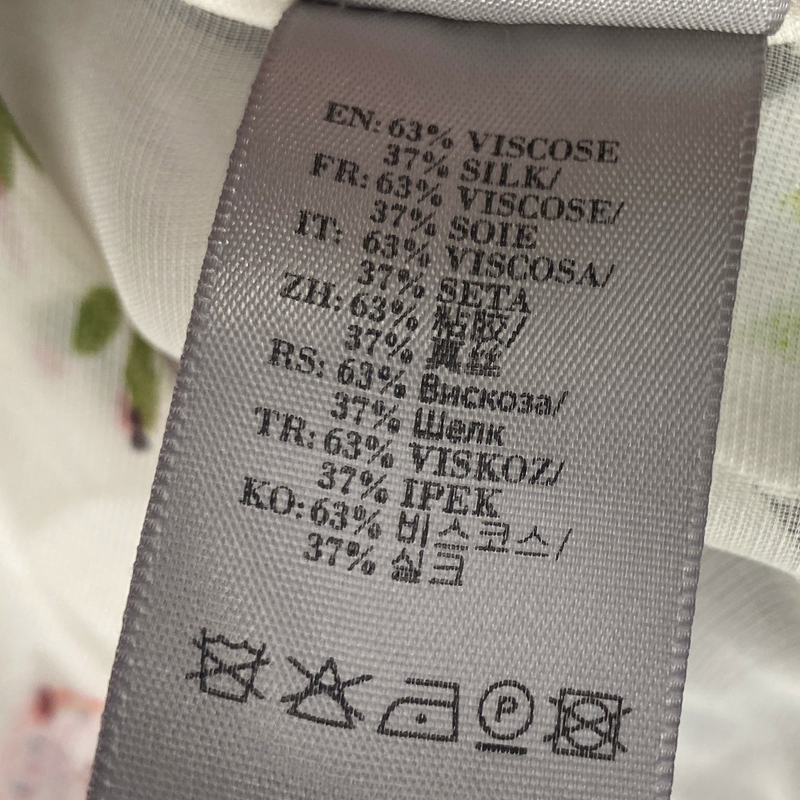 EN: 63% VISCOSE
37% SILK/
FR: 63% VISCOSE/
37% SOIE
IT: 63% VISCOSA/
37% SETA
ZH: 63% 粘胶/
37% 真丝
RS: 63% Вискоза/
37% Шелк
TR: 63% VISKOZ/
37% IPEK
KO: 63% 비스코스/
37% 실크
P